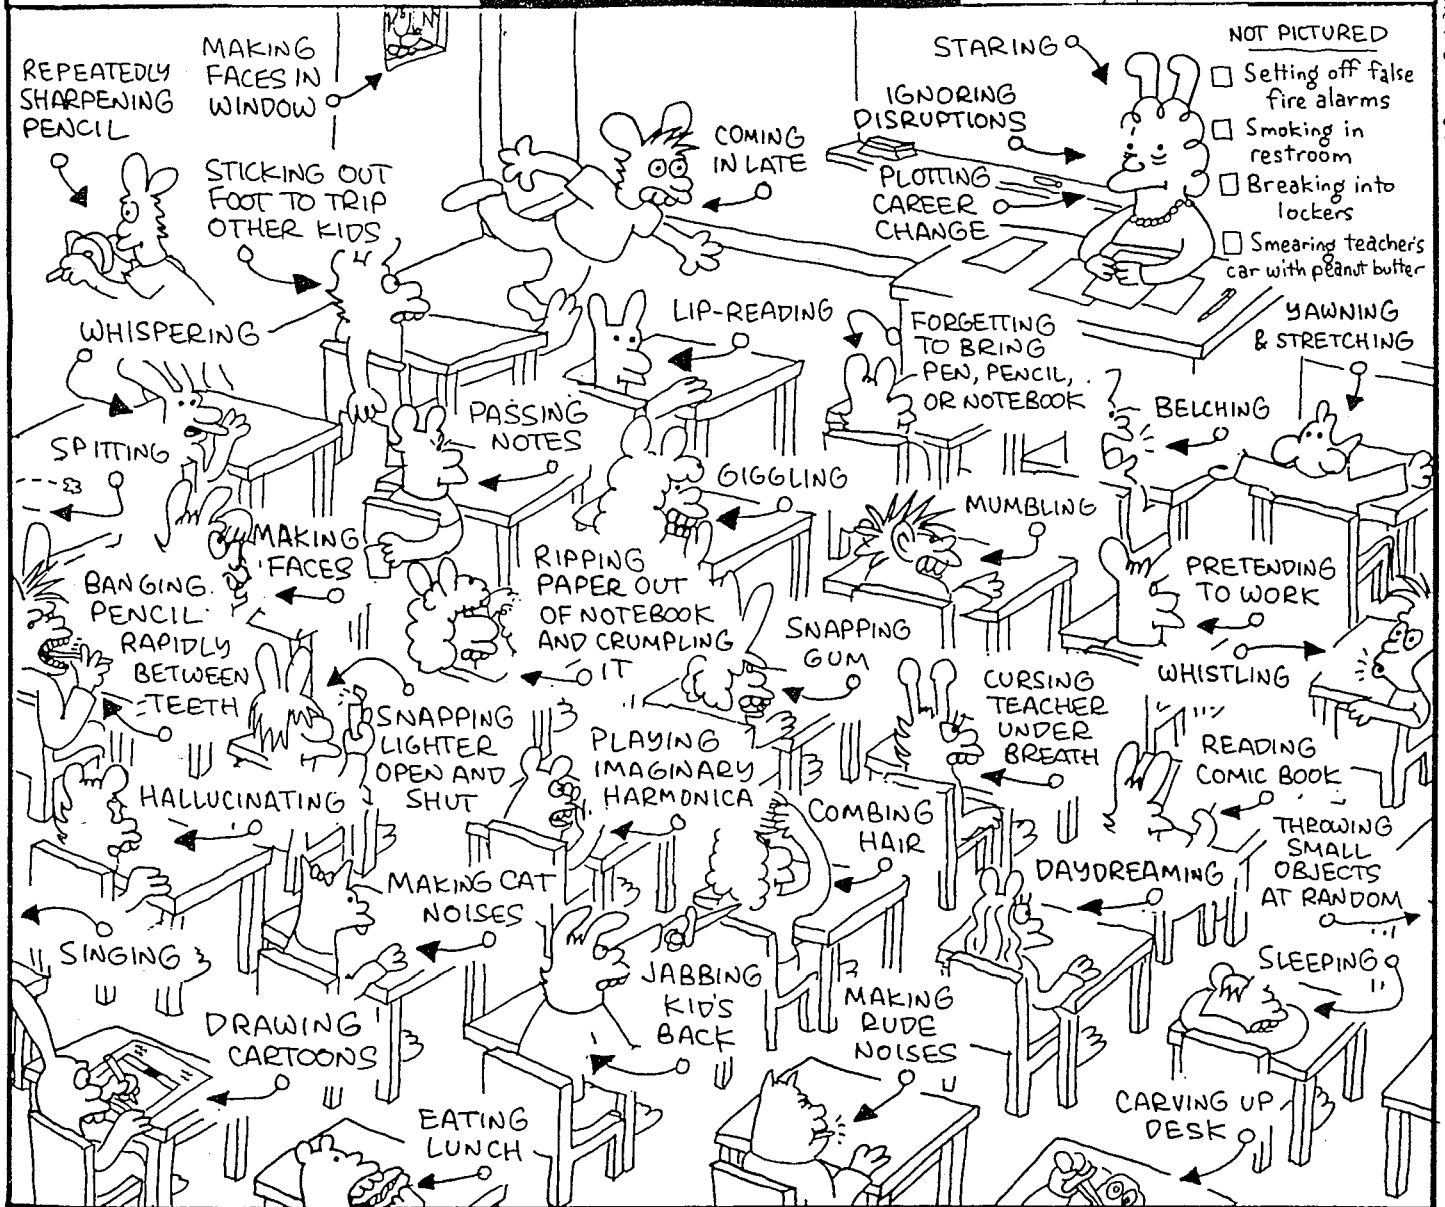 REPEATEDLY
SHARPENING
PENCIL
MAKING
FACES IN
WINDOW
STICKING OUT
FOOT TO TRIP
OTHER KIDS
COMING
IN LATE
STARING
IGNORING
DISRUPTIONS
PLOTTING
CAREER
CHANGE
NOT PICTURED
Setting off false
fire alarms
Smoking in
restroom
Breaking into
lockers
Smearing teacher's
car with peanut butter
WHISPERING
LIP-READING
FORGETTING
TO BRING
PEN, PENCIL,
OR NOTEBOOK
YAWNING
& STRETCHING
SPITTING
PASSING
NOTES
GIGGLING
BELCHING
MUMBLING
MAKING
FACES
BANGING
PENCIL
RAPIDLY
BETWEEN
TEETH
RIPPING
PAPER OUT
OF NOTEBOOK
AND CRUMPLING
IT
SNAPPING
GUM
PRETENDING
TO WORK
WHISTLING
SNAPPING
LIGHTER
OPEN AND
SHUT
PLAYING
IMAGINARY
HARMONICA
CURSING
TEACHER
UNDER
BREATH
READING
COMIC BOOK
HALLUCINATING
COMBING
HAIR
THROWING
SMALL
OBJECTS
AT RANDOM
MAKING CAT
NOISES
DAYDREAMING
SINGING
JABBING
KID'S
BACK
MAKING
RUDE
NOISES
SLEEPING
DRAWING
CARTOONS
EATING
LUNCH
CARVING UP
DESK